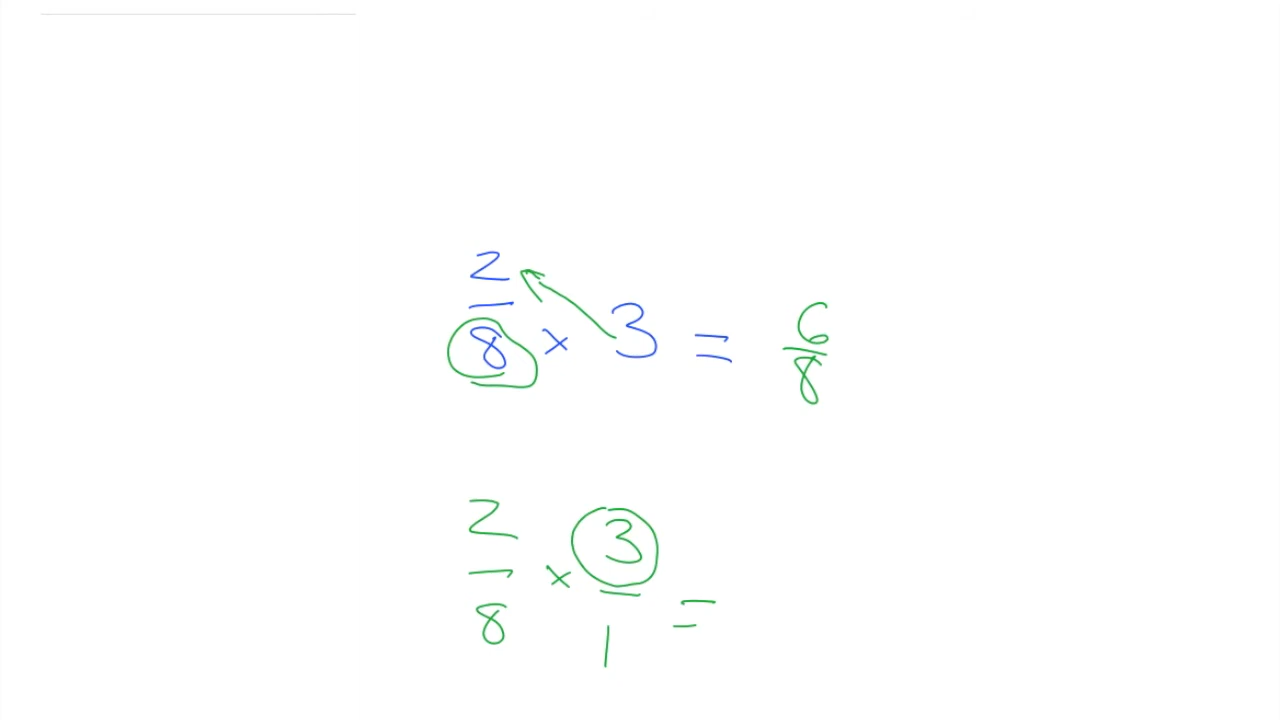 2/8 × 3 = 6/8
2/8 × 3/1 =